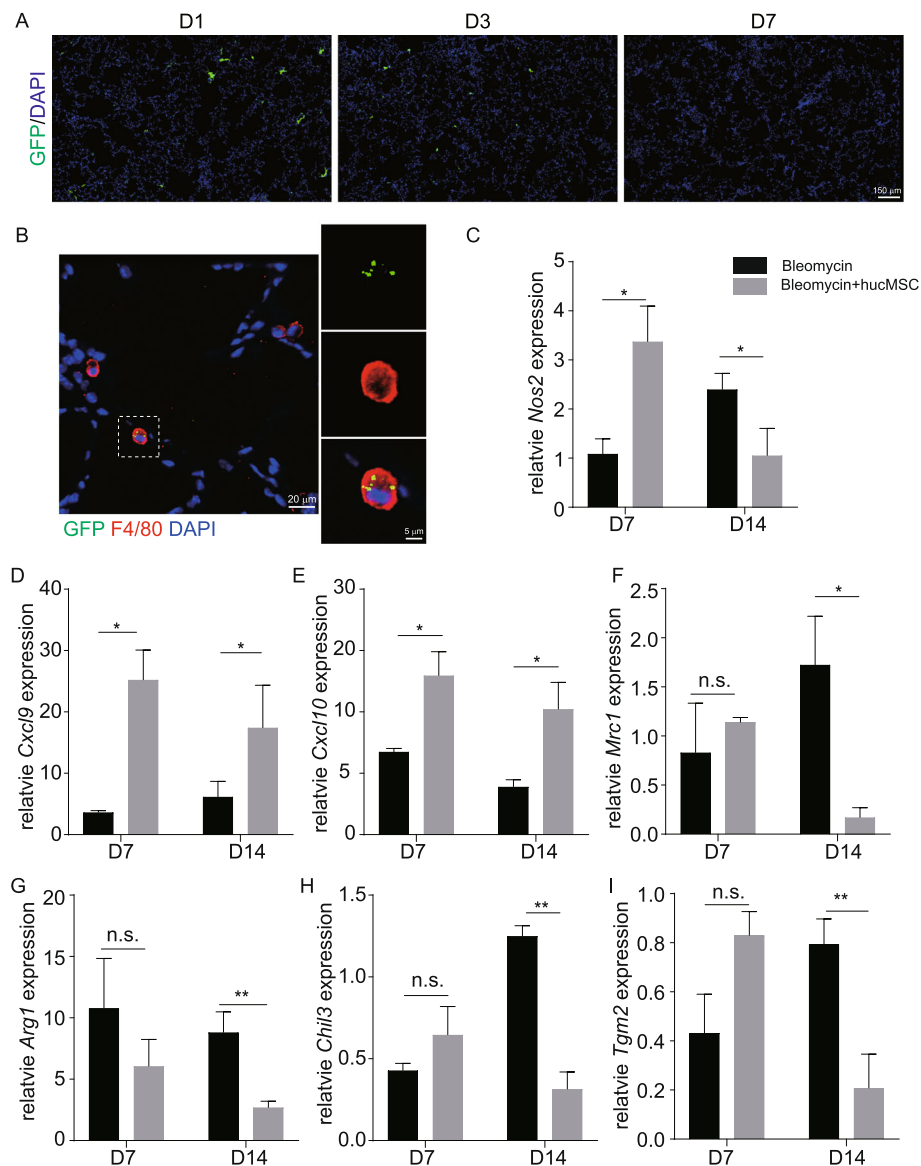 A
D1
D3
D7
GFP/DAPI
150 µm
B
20 µm
GFP F4/80 DAPI
5 µm
C
Bleomycin
Bleomycin+hucMSC
relatvie Nos2 expression
5
4
3
2
1
0
*
*
D7
D14
D
relatvie Cxcl9 expression
40
30
20
10
0
*
*
D7
D14
E
relatvie Cxcl10 expression
30
20
10
5
0
*
*
D7
D14
F
relatvie Mrc1 expression
2.5
2.0
1.5
1.0
0.5
0.0
n.s.
*
D7
D14
G
relatvie Arg1 expression
20
15
10
5
0
n.s.
**
D7
D14
H
relatvie Chil3 expression
1.5
1.0
0.5
0.0
n.s.
**
D7
D14
I
relatvie Tgm2 expression
1.0
0.8
0.6
0.4
0.2
0.0
n.s.
**
D7
D14